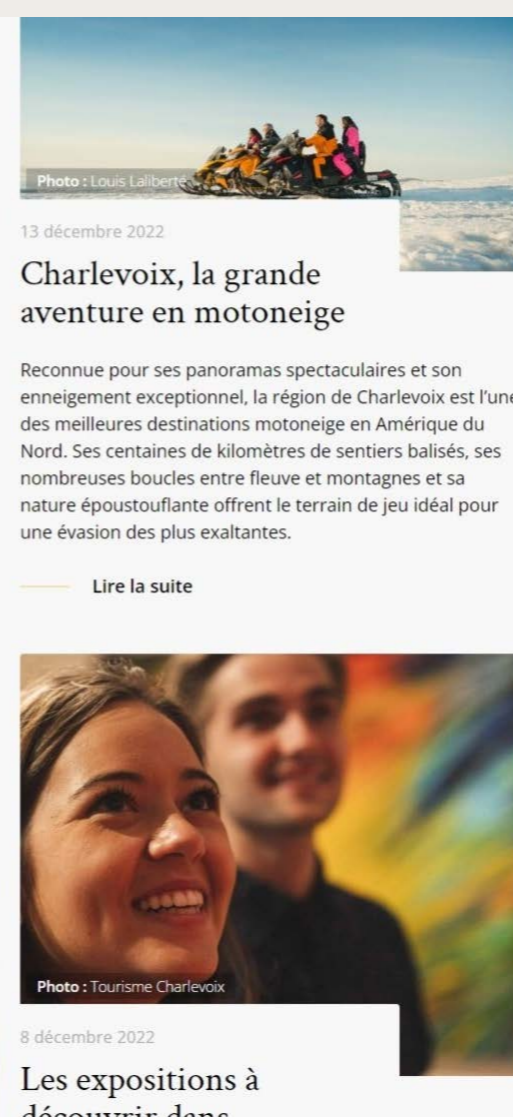 Photo : Louis Laliberté
13 décembre 2022
Charlevoix, la grande
aventure en motoneige
Reconnue pour ses panoramas spectaculaires et son
enneigement exceptionnel, la région de Charlevoix est l'une
des meilleures destinations motoneige en Amérique du
Nord. Ses centaines de kilomètres de sentiers balisés, ses
nombreuses boucles entre fleuve et montagnes et sa
nature époustouflante offrent le terrain de jeu idéal pour
une évasion des plus exaltantes.
Lire la suite
Photo : Tourisme Charlevoix
8 décembre 2022
Les expositions à
découvrir dans